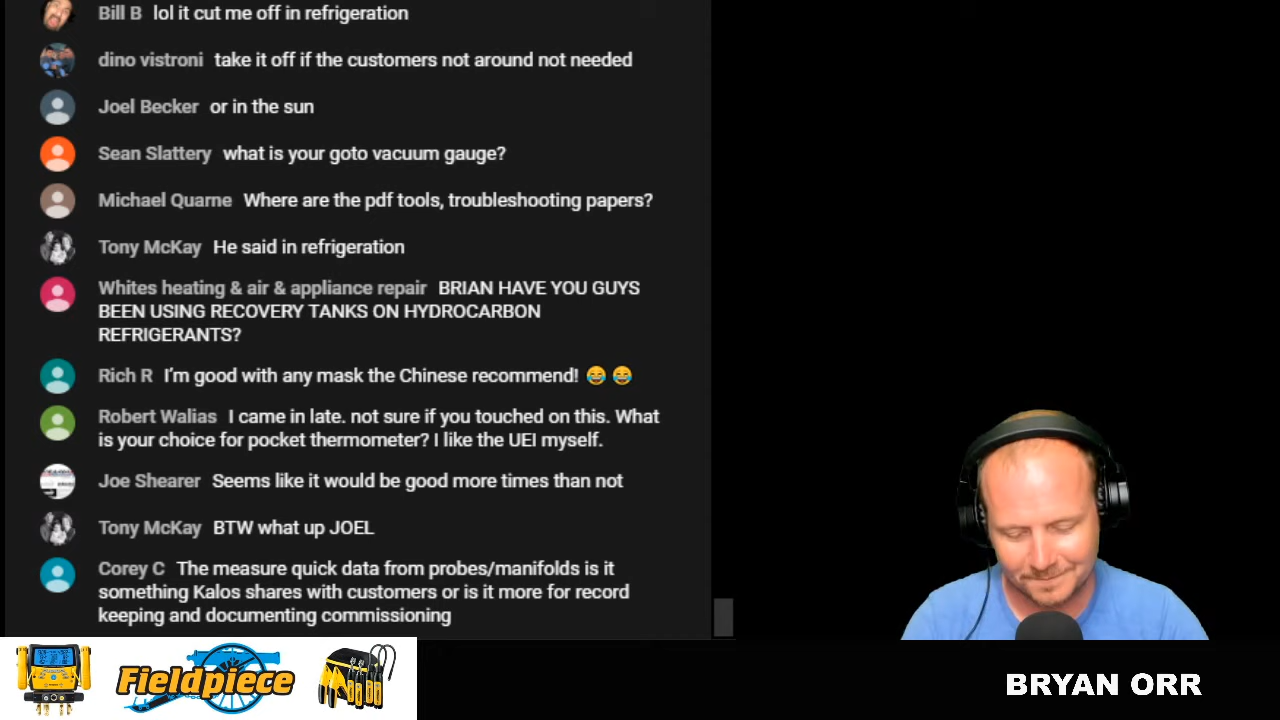 Bill B lol it cut me off in refrigeration
dino vistroni take it off if the customers not around not needed
Joel Becker or in the sun
Sean Slattery what is your goto vacuum gauge?
Michael Quarne Where are the pdf tools, troubleshooting papers?
Tony McKay He said in refrigeration
Whites heating & air & appliance repair BRIAN HAVE YOU GUYS
BEEN USING RECOVERY TANKS ON HYDROCARBON
REFRIGERANTS?
Rich R I'm good with any mask the Chinese recommend! 😂 😂
Robert Walias I came in late. not sure if you touched on this. What
is your choice for pocket thermometer? I like the UEI myself.
Joe Shearer Seems like it would be good more times than not
Tony McKay BTW what up JOEL
Corey C The measure quick data from probes/manifolds is it
something Kalos shares with customers or is it more for record
keeping and documenting commissioning
Fieldpiece
BRYAN ORR